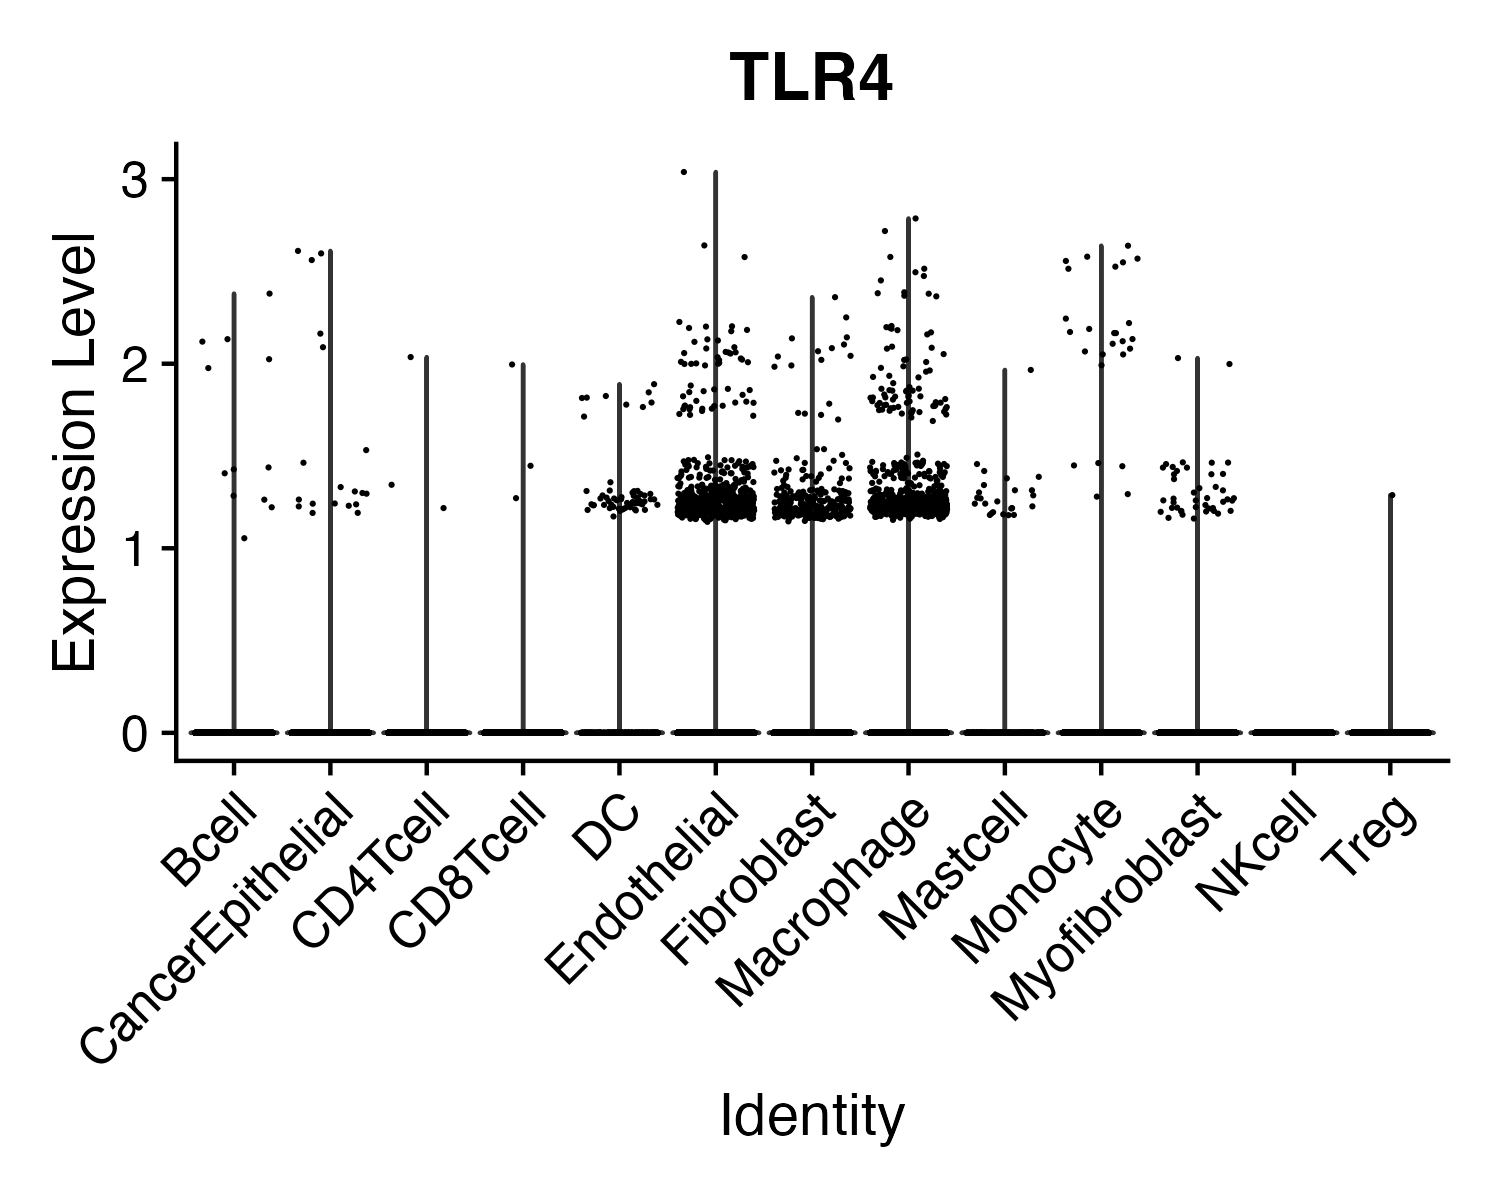 TLR4
Expression Level
3
2
1
0
Bcell
CancerEpithelial
CD4Tcell
CD8Tcell
DC
Endothelial
Fibroblast
Macrophage
Mastcell
Monocyte
Myofibroblast
NKcell
Treg
Identity